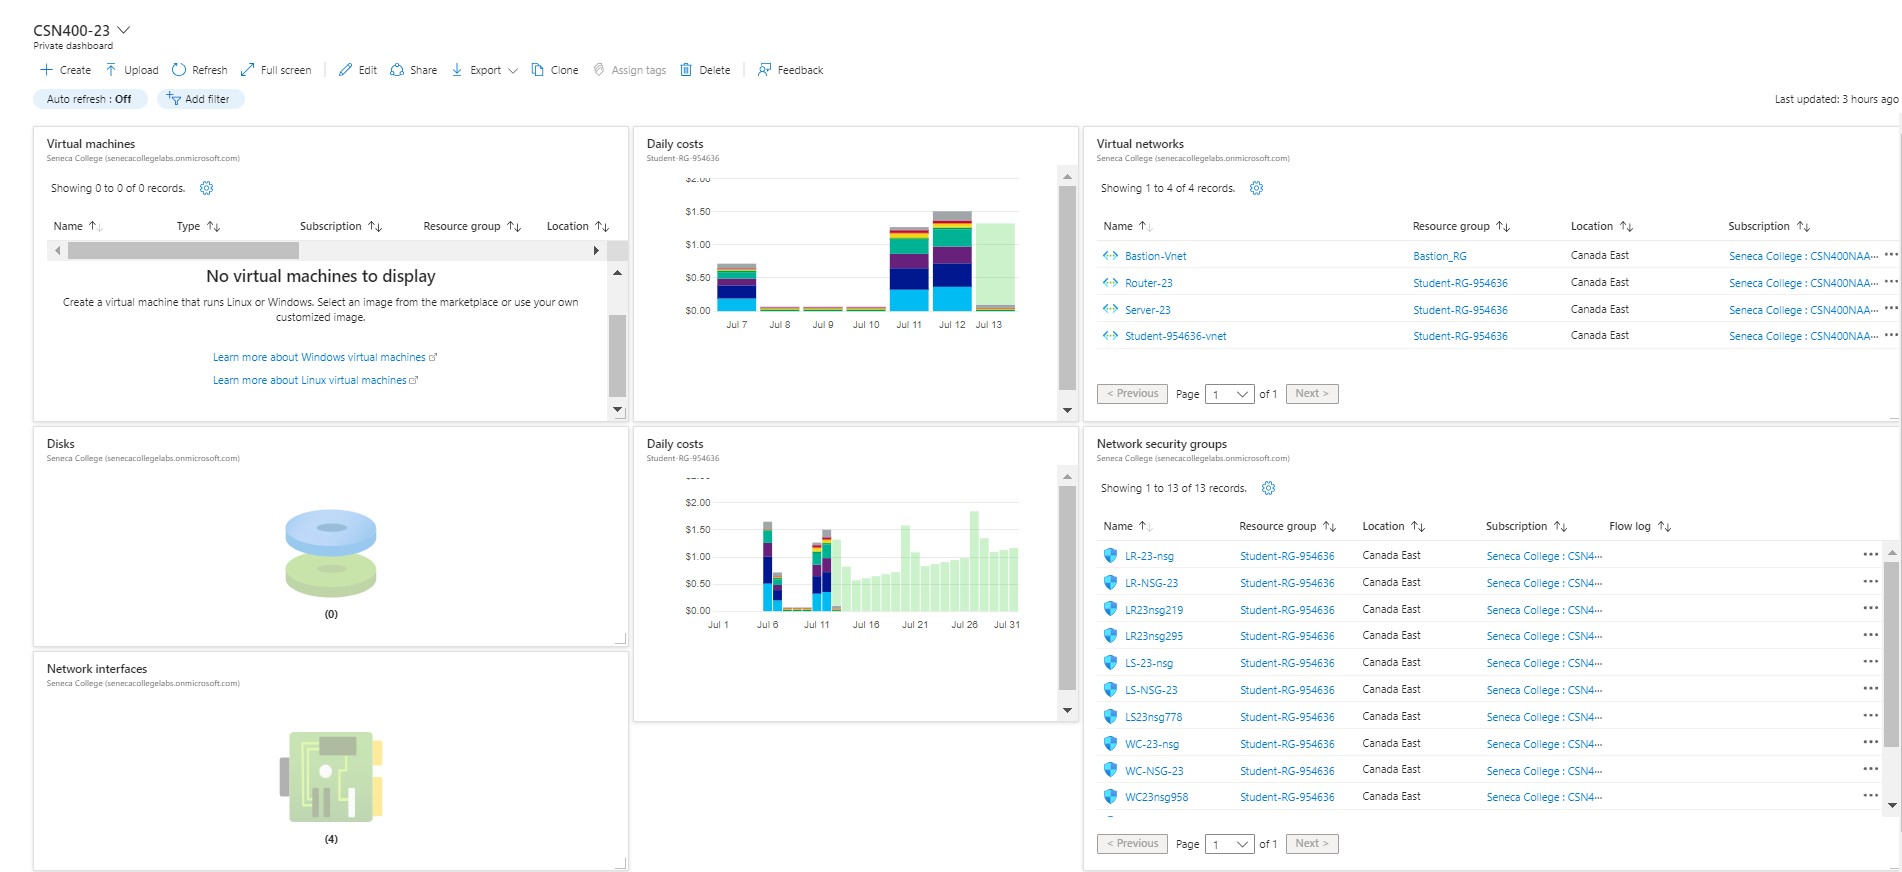 CSN400-23
Private dashboard
Create Upload Refresh Full screen Edit Share Export Clone Assign tags Delete Feedback
Auto refresh : Off Add filter
Last updated: 3 hours ago
Virtual machines
Seneca College (senecacollegelabs.onmicrosoft.com)
Showing 0 to 0 of 0 records.
Name Type Subscription Resource group Location
No virtual machines to display
Create a virtual machine that runs Linux or Windows. Select an image from the marketplace or use your own
customized image.
Learn more about Windows virtual machines
Learn more about Linux virtual machines
Daily costs
Student-RG-954636
$2.00
$1.50
$1.00
$0.50
$0.00
Jul 7 Jul 8 Jul 9 Jul 10 Jul 11 Jul 12 Jul 13
Virtual networks
Seneca College (senecacollegelabs.onmicrosoft.com)
Showing 1 to 4 of 4 records.
Name Resource group Location Subscription
Bastion-Vnet Bastion_RG Canada East Seneca College : CSN400NAA···
Router-23 Student-RG-954636 Canada East Seneca College : CSN400NAA···
Server-23 Student-RG-954636 Canada East Seneca College : CSN400NAA···
Student-954636-vnet Student-RG-954636 Canada East Seneca College : CSN400NAA···
< Previous Page 1 of 1 Next >
Disks
Seneca College (senecacollegelabs.onmicrosoft.com)
(0)
Daily costs
Student-RG-954636
$2.00
$1.50
$1.00
$0.50
$0.00
Jul 1 Jul 6 Jul 11 Jul 16 Jul 21 Jul 26 Jul 31
Network security groups
Seneca College (senecacollegelabs.onmicrosoft.com)
Showing 1 to 13 of 13 records.
Name Resource group Location Subscription Flow log
LR-23-nsg Student-RG-954636 Canada East Seneca College : CSN4···
LR-NSG-23 Student-RG-954636 Canada East Seneca College : CSN4···
LR23nsg219 Student-RG-954636 Canada East Seneca College : CSN4···
LR23nsg295 Student-RG-954636 Canada East Seneca College : CSN4···
LS-23-nsg Student-RG-954636 Canada East Seneca College : CSN4···
LS-NSG-23 Student-RG-954636 Canada East Seneca College : CSN4···
LS23nsg778 Student-RG-954636 Canada East Seneca College : CSN4···
WC-23-nsg Student-RG-954636 Canada East Seneca College : CSN4···
WC-NSG-23 Student-RG-954636 Canada East Seneca College : CSN4···
WC23nsg958 Student-RG-954636 Canada East Seneca College : CSN4···
< Previous Page 1 of 1 Next >
Network interfaces
Seneca College (senecacollegelabs.onmicrosoft.com)
(4)